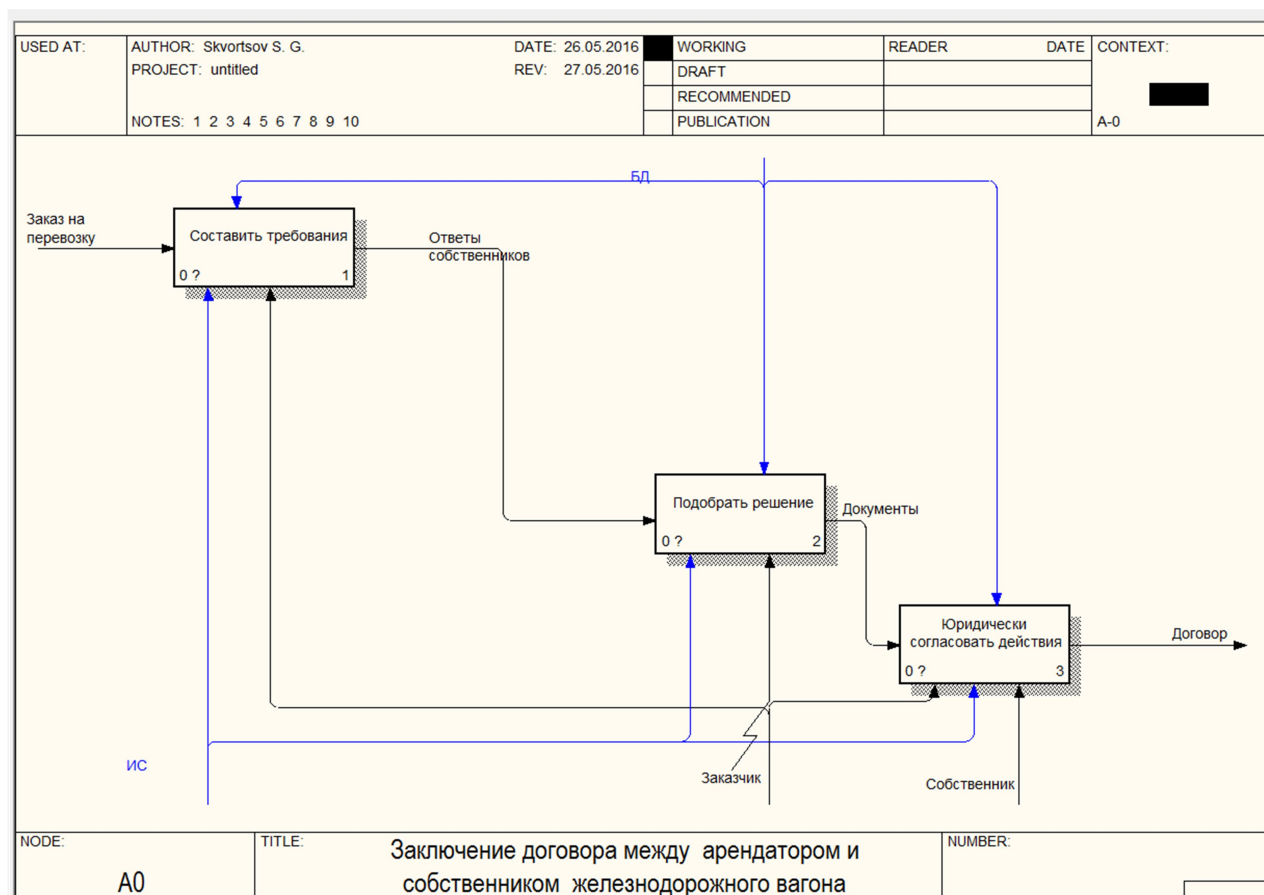 USED AT:
AUTHOR: Skvortsov S. G.
DATE: 26.05.2016
WORKING
READER
DATE
CONTEXT:
PROJECT: untitled
REV: 27.05.2016
DRAFT
RECOMMENDED
NOTES: 1 2 3 4 5 6 7 8 9 10
PUBLICATION
A-0
БД
Заказ на
перевозку
Составить требования
0 ?
1
Ответы
собственников
Подобрать решение
0 ?
2
Документы
Юридически
согласовать действия
0 ?
3
Договор
ИС
Заказчик
Собственник
NODE:
A0
TITLE:
Заключение договора между арендатором и
собственником железнодорожного вагона
NUMBER: